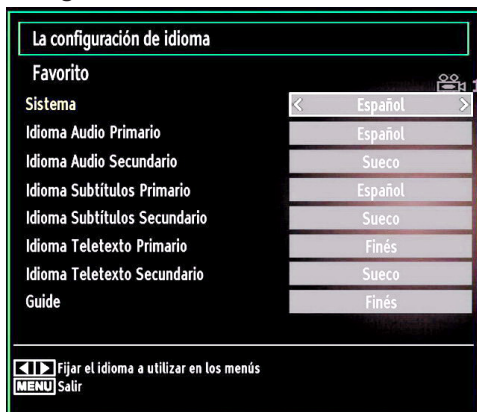 La configuración de idioma
Favorito
Sistema Español
Idioma Audio Primario Español
Idioma Audio Secundario Sueco
Idioma Subtítulos Primario Español
Idioma Subtítulos Secundario Sueco
Idioma Teletexto Primario Finés
Idioma Teletexto Secundario Sueco
Guide Finés
Fijar el idioma a utilizar en los menús
MENU Salir